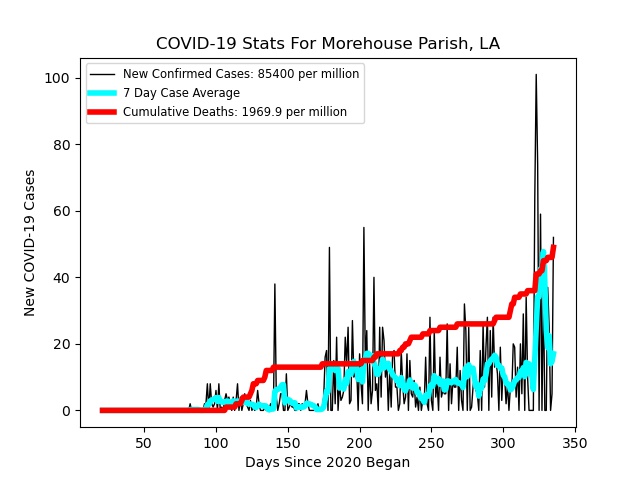 COVID-19 Stats For Morehouse Parish, LA
New Confirmed Cases: 85400 per million
7 Day Case Average
Cumulative Deaths: 1969.9 per million
New COVID-19 Cases
100
80
60
40
20
0
50 100 150 200 250 300 350
Days Since 2020 Began